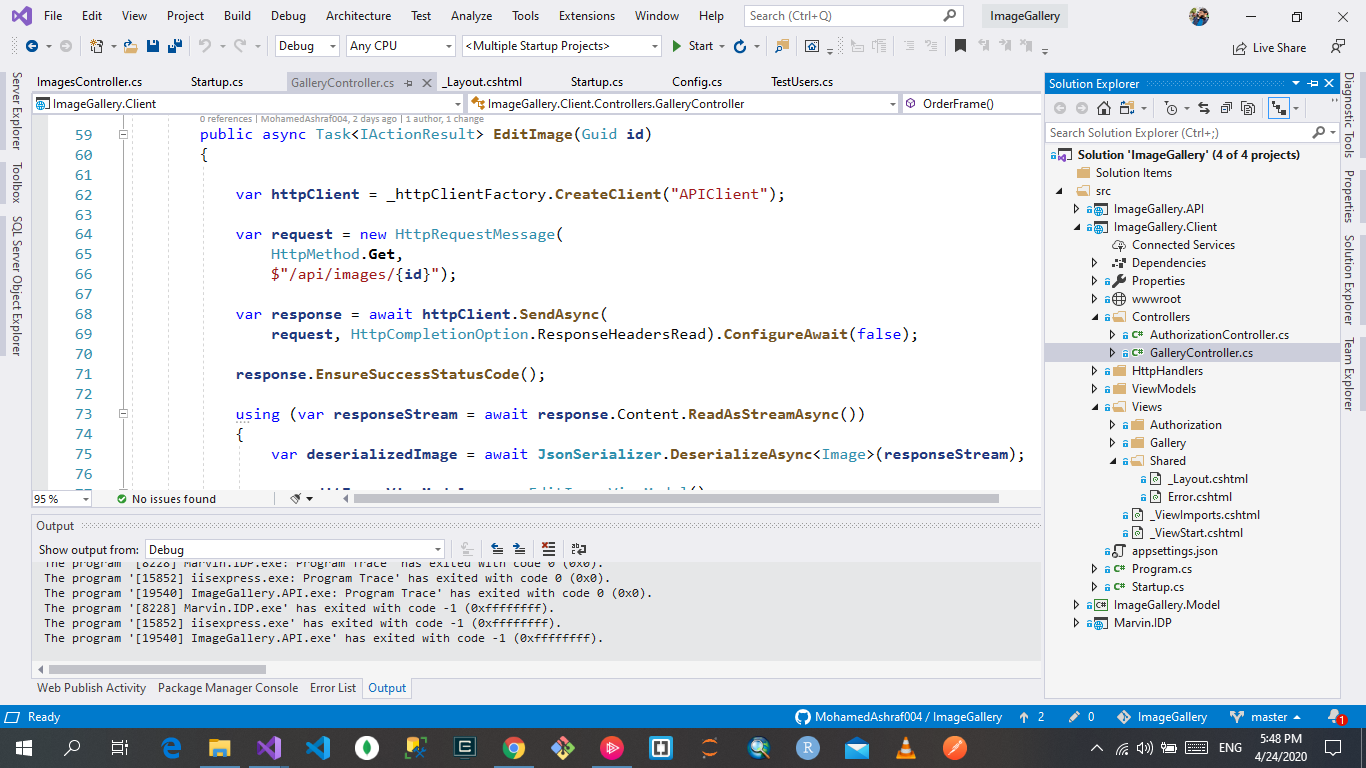 File Edit View Project Build Debug Architecture Test Analyze Tools Extensions Window Help Search (Ctrl+Q) ImageGallery
Debug Any CPU <Multiple Startup Projects> Start Live Share
ImagesController.cs Startup.cs GalleryController.cs _Layout.cshtml Startup.cs Config.cs TestUsers.cs
ImageGallery.Client ImageGallery.Client.Controllers.GalleryController OrderFrame()
0 references | MohamedAshraf004, 2 days ago | 1 author, 1 change
59 public async Task<IActionResult> EditImage(Guid id)
60 {
61
62 var httpClient = _httpClientFactory.CreateClient("APIClient");
63
64 var request = new HttpRequestMessage(
65 HttpMethod.Get,
66 $"/api/images/{id}");
67
68 var response = await httpClient.SendAsync(
69 request, HttpCompletionOption.ResponseHeadersRead).ConfigureAwait(false);
70
71 response.EnsureSuccessStatusCode();
72
73 using (var responseStream = await response.Content.ReadAsStreamAsync())
74 {
75 var deserializedImage = await JsonSerializer.DeserializeAsync<Image>(responseStream);
76
95 % No issues found
Output
Show output from: Debug
The program '[8228] Marvin.IDP.exe: Program Trace' has exited with code 0 (0x0).
The program '[15852] iisexpress.exe: Program Trace' has exited with code 0 (0x0).
The program '[19540] ImageGallery.API.exe: Program Trace' has exited with code 0 (0x0).
The program '[8228] Marvin.IDP.exe' has exited with code -1 (0xffffffff).
The program '[15852] iisexpress.exe' has exited with code -1 (0xffffffff).
The program '[19540] ImageGallery.API.exe' has exited with code -1 (0xffffffff).
Web Publish Activity Package Manager Console Error List Output
Server Explorer
Toolbox
SQL Server Object Explorer
Solution Explorer
Search Solution Explorer (Ctrl+;)
Solution 'ImageGallery' (4 of 4 projects)
Solution Items
src
ImageGallery.API
ImageGallery.Client
Connected Services
Dependencies
Properties
wwwroot
Controllers
C# AuthorizationController.cs
C# GalleryController.cs
HttpHandlers
ViewModels
Views
Authorization
Gallery
Shared
_Layout.cshtml
Error.cshtml
_ViewImports.cshtml
_ViewStart.cshtml
appsettings.json
C# Program.cs
C# Startup.cs
C# ImageGallery.Model
Marvin.IDP
Diagnostic Tools
Properties
Solution Explorer
Team Explorer
Ready MohamedAshraf004 / ImageGallery 2 0 ImageGallery master 1
ENG 5:48 PM
4/24/2020